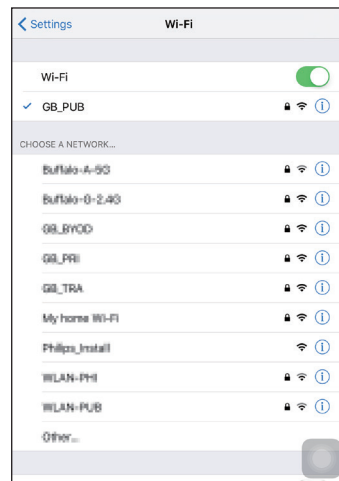 Settings
Wi-Fi
Wi-Fi
GB_PUB
CHOOSE A NETWORK...
Buffalo-A-5G
Buffalo-G-2.4G
GB_BYOD
GB_PRI
GB_TRA
My home Wi-Fi
Philips_Install
WLAN-PHI
WLAN-PUB
Other...